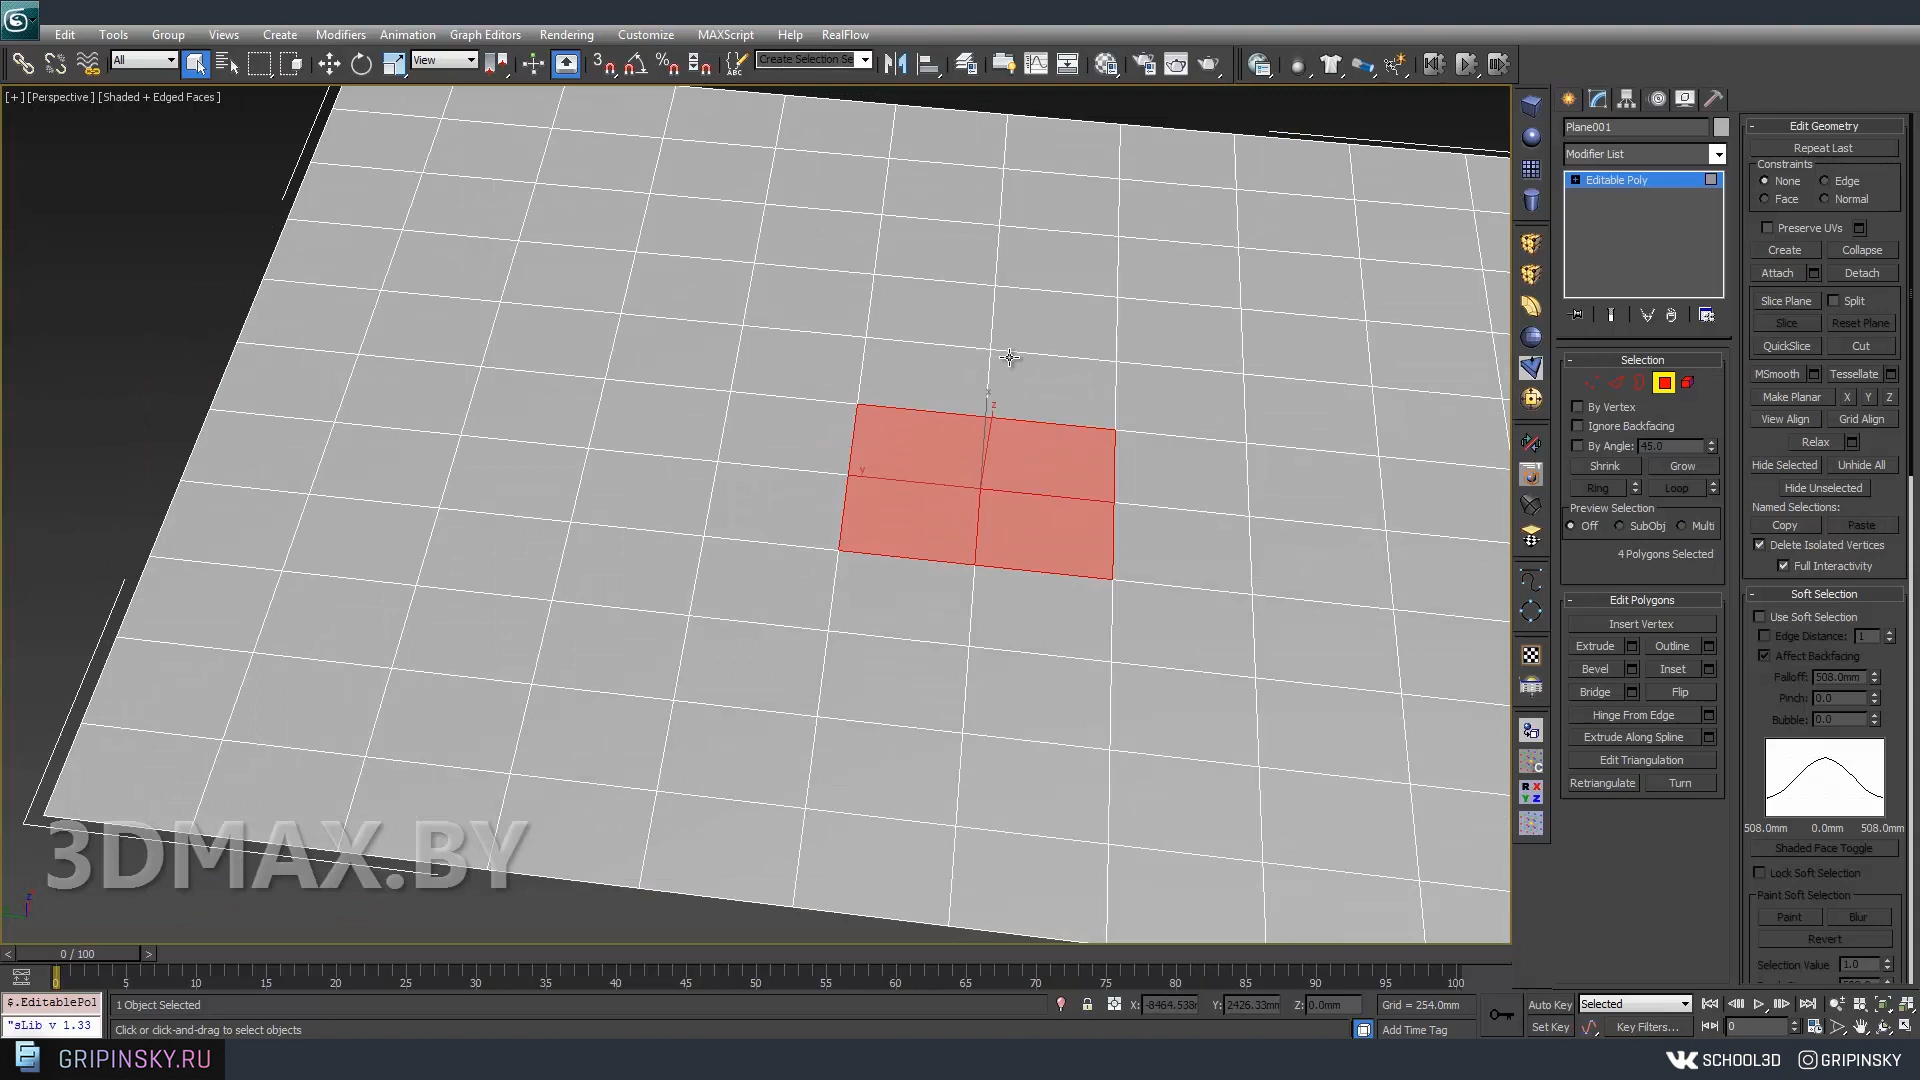 Edit Tools Group Views Create Modifiers Animation Graph Editors Rendering Customize MAXScript Help RealFlow
All View 3 Create Selection Se
[+] [Perspective] [Shaded + Edged Faces]
x
z
y
3DMAX.BY
z
Plane001
Modifier List
Editable Poly
Selection
By Vertex
Ignore Backfacing
By Angle: 45.0
Shrink Grow
Ring Loop
Preview Selection
Off SubObj Multi
4 Polygons Selected
Edit Polygons
Insert Vertex
Extrude Outline
Bevel Inset
Bridge Flip
Hinge From Edge
Extrude Along Spline
Edit Triangulation
Retriangulate Turn
Edit Geometry
Repeat Last
Constraints
None Edge
Face Normal
Preserve UVs
Create Collapse
Attach Detach
Slice Plane Split
Slice Reset Plane
QuickSlice Cut
MSmooth Tessellate
Make Planar X Y Z
View Align Grid Align
Relax
Hide Selected Unhide All
Hide Unselected
Named Selections:
Copy Paste
Delete Isolated Vertices
Full Interactivity
Soft Selection
Use Soft Selection
Edge Distance: 1
Affect Backfacing
Falloff: 508.0mm
Pinch: 0.0
Bubble: 0.0
508.0mm 0.0mm 508.0mm
Shaded Face Toggle
Lock Soft Selection
Paint Soft Selection
Paint Blur
Revert
Selection Value 1.0
C
R X
Y Z
< 0 / 100 >
0 5 10 15 20 25 30 35 40 45 50 55 60 65 70 75 80 85 90 95 100
$.EditablePol 1 Object Selected X: -8464.538m Y: 2426.33mm Z: 0.0mm Grid = 254.0mm Auto Key Selected
"sLib v 1.33 Click or click-and-drag to select objects Add Time Tag Set Key Key Filters... 0
GRIPINSKY.RU SCHOOL3D GRIPINSKY